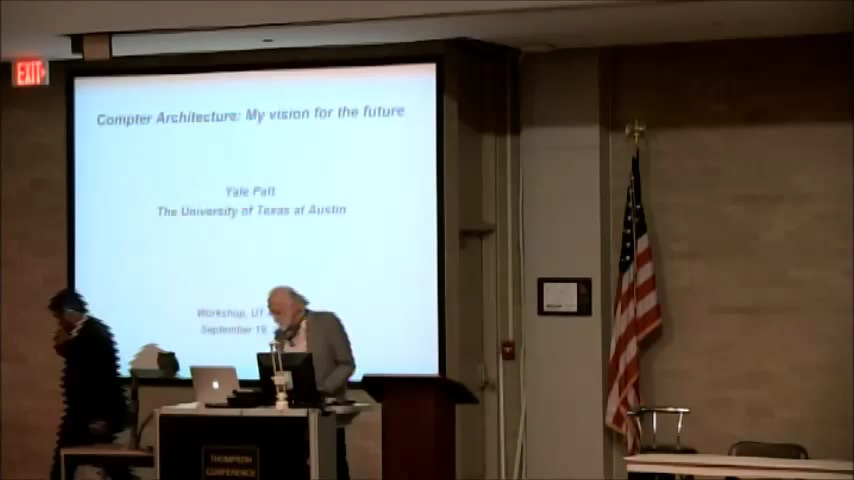 EXIT
Compter Architecture: My vision for the future
Yale Patt
The University of Texas at Austin
Workshop, UT
September 19
THOMPSON
CONFERENCE